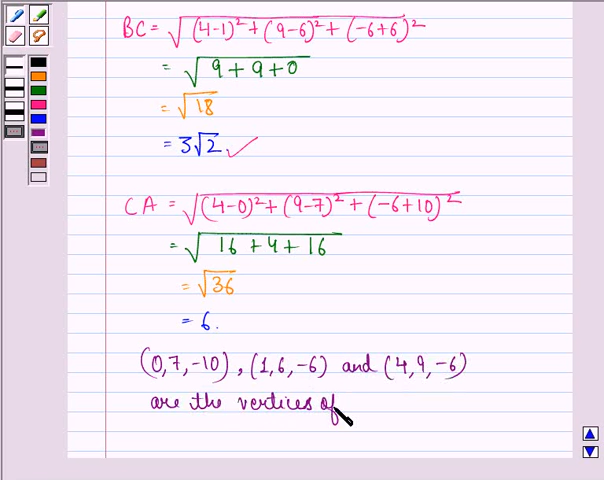 BC = √(4-1)² + (9-6)² + (-6+6)²
= √9 + 9 + 0
= √18
= 3√2 ✓
CA = √(4-0)² + (9-7)² + (-6+10)²
= √16 + 4 + 16
= √36
= 6.
(0,7,-10), (1,6,-6) and (4,9,-6)
are the vertices of